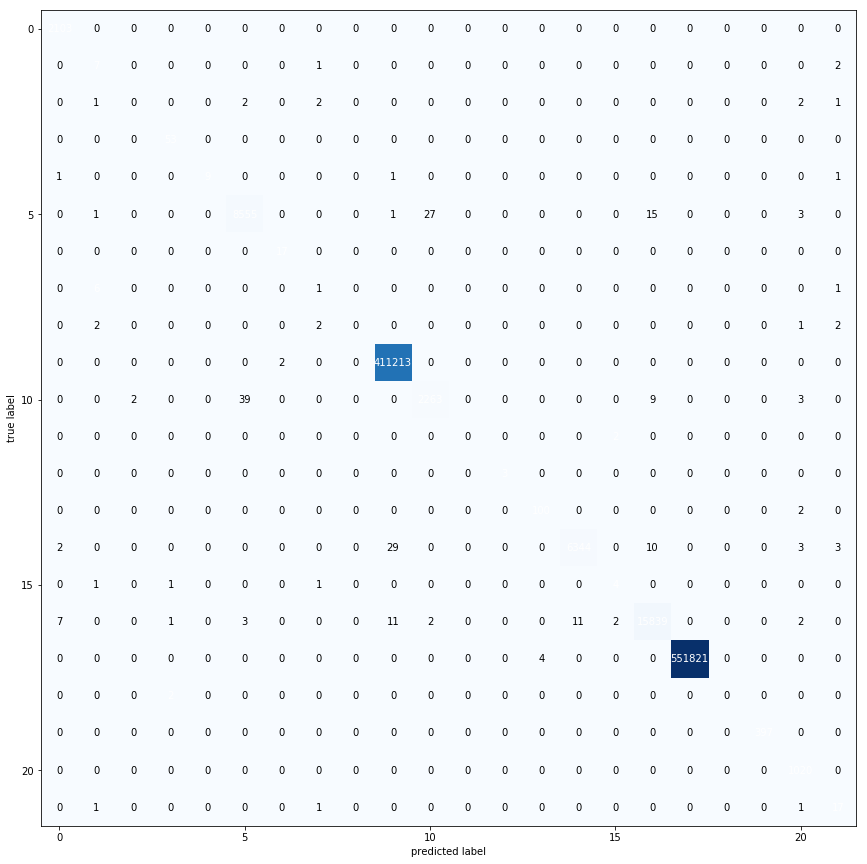 0 0 0 0 0 0 0 0 0 0 0 0 0 0 0 0 0 0 0 0 0 0
0 0 0 0 0 0 1 0 0 0 0 0 0 0 0 0 0 0 0 0 2
0 1 0 0 0 2 0 2 0 0 0 0 0 0 0 0 0 0 0 0 2 1
0 0 0 0 0 0 0 0 0 0 0 0 0 0 0 0 0 0 0 0 0
1 0 0 0 0 0 0 0 1 0 0 0 0 0 0 0 0 0 0 0 1
5 0 1 0 0 0 0 0 0 1 27 0 0 0 0 0 15 0 0 0 3 0
0 0 0 0 0 0 0 0 0 0 0 0 0 0 0 0 0 0 0 0 0
0 0 0 0 0 0 1 0 0 0 0 0 0 0 0 0 0 0 0 0 1
0 2 0 0 0 0 0 2 0 0 0 0 0 0 0 0 0 0 0 0 1 2
0 0 0 0 0 0 2 0 0 411213 0 0 0 0 0 0 0 0 0 0 0 0
10 0 0 2 0 0 39 0 0 0 0 0 0 0 0 0 9 0 0 0 3 0
0 0 0 0 0 0 0 0 0 0 0 0 0 0 0 0 0 0 0 0 0
0 0 0 0 0 0 0 0 0 0 0 0 0 0 0 0 0 0 0 0 0
0 0 0 0 0 0 0 0 0 0 0 0 0 0 0 0 0 0 0 2 0
2 0 0 0 0 0 0 0 0 29 0 0 0 0 0 10 0 0 0 3 3
15 0 1 0 1 0 0 0 1 0 0 0 0 0 0 0 0 0 0 0 0 0
7 0 0 1 0 3 0 0 0 11 2 0 0 0 11 2 0 0 0 2 0
0 0 0 0 0 0 0 0 0 0 0 0 0 4 0 0 0 551821 0 0 0 0
0 0 0 0 0 0 0 0 0 0 0 0 0 0 0 0 0 0 0 0 0
0 0 0 0 0 0 0 0 0 0 0 0 0 0 0 0 0 0 0 0 0
20 0 0 0 0 0 0 0 0 0 0 0 0 0 0 0 0 0 0 0 0 0
0 1 0 0 0 0 0 1 0 0 0 0 0 0 0 0 0 0 0 0 1
0 5 10 15 20
predicted label
true label